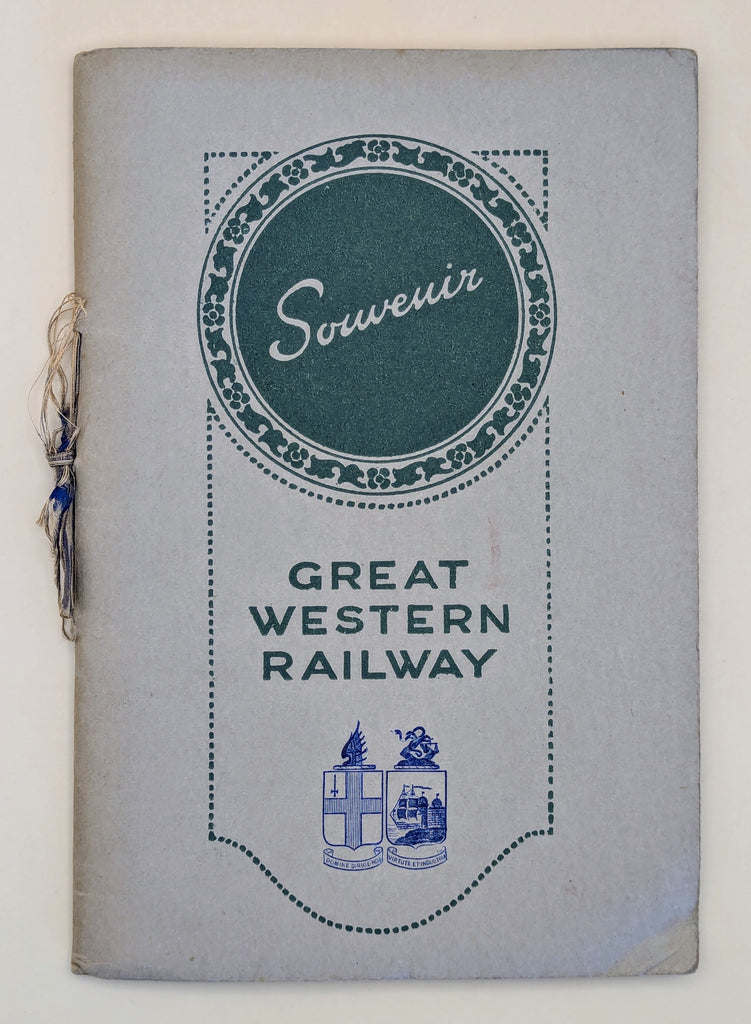 Souvenir
GREAT
WESTERN
RAILWAY
DOMINE DIRIGE NOS
VIRTUTE ET INDUSTRIA